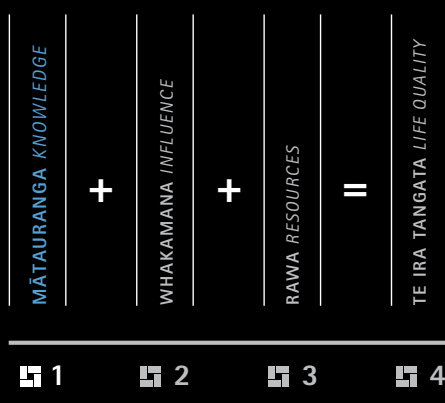 MĀTAURANGA KNOWLEDGE
+
WHAKAMANA INFLUENCE
+
RAWA RESOURCES
=
TE IRA TANGATA LIFE QUALITY
1
2
3
4